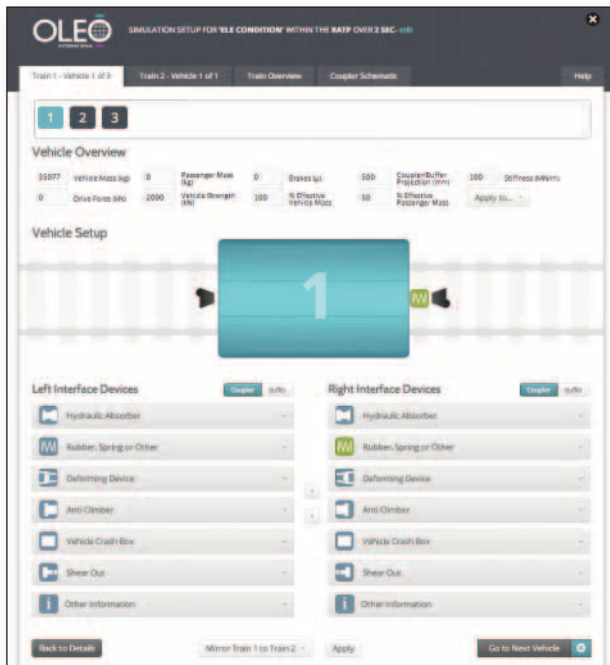 OLEO
SIMULATION SETUP FOR 'ELE CONDITION' WITHIN THE RATP OVER 2 SEC- edit
Train 1 - Vehicle 1 of 3 Train 2 - Vehicle 1 of 1 Train Overview Coupler Schematic Help
1 2 3
Vehicle Overview
35077 Vehicle Mass (kg) 0 Passenger Mass (kg) 0 Brakes (µ) 500 Coupler/Buffer Projection (mm) 100 Stiffness (MN/m)
0 Drive Force (kN) 2000 Vehicle Strength (kN) 100 % Effective Vehicle Mass 50 % Effective Passenger Mass Apply to...
Vehicle Setup
1
Left Interface Devices Coupler Buffer Right Interface Devices Coupler Buffer
Hydraulic Absorber Hydraulic Absorber
Rubber, Spring or Other Rubber, Spring or Other
Deforming Device Deforming Device
Anti Climber Anti Climber
Vehicle Crash Box Vehicle Crash Box
Shear Out Shear Out
i Other Information i Other Information
Back to Details Mirror Train 1 to Train 2 Apply Go to Next Vehicle